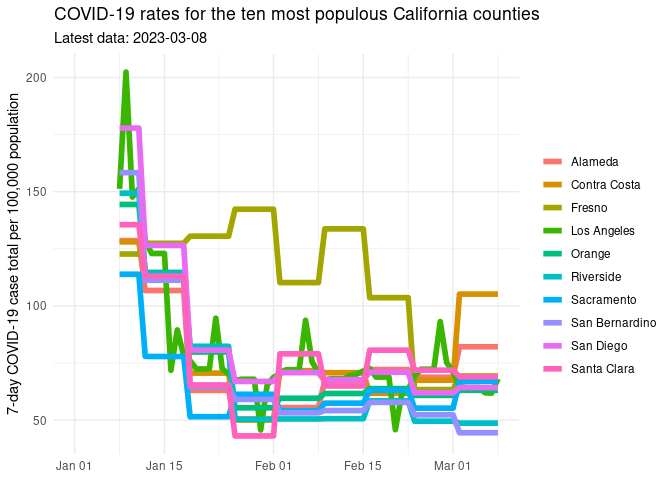 COVID-19 rates for the ten most populous California counties
Latest data: 2023-03-08
7-day COVID-19 case total per 100,000 population
200
150
100
50
Jan 01
Jan 15
Feb 01
Feb 15
Mar 01
Alameda
Contra Costa
Fresno
Los Angeles
Orange
Riverside
Sacramento
San Bernardino
San Diego
Santa Clara